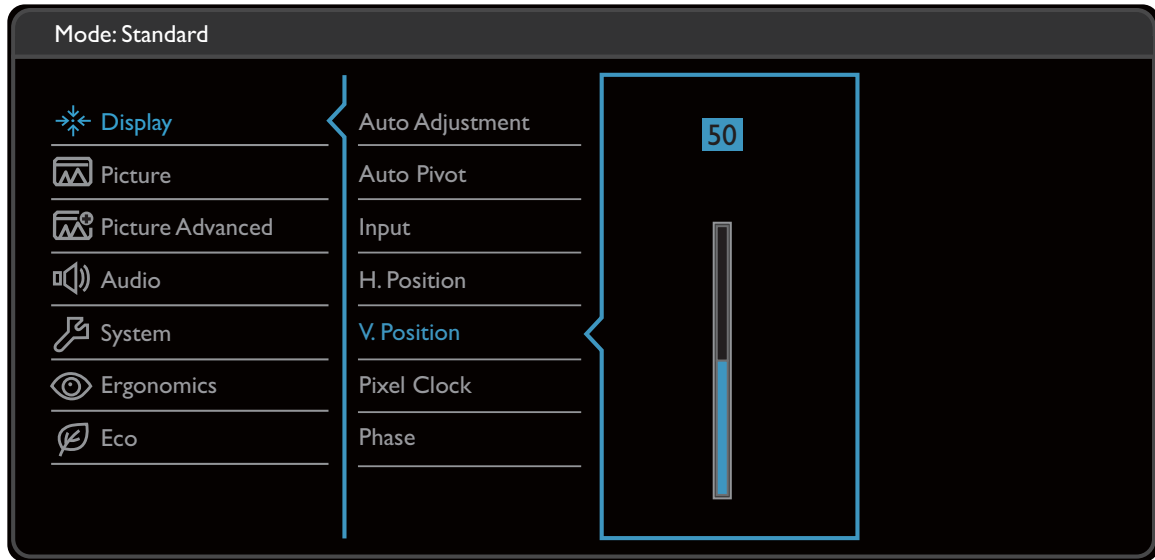 Mode: Standard
Display
Picture
Picture Advanced
Audio
System
Ergonomics
Eco
Auto Adjustment
Auto Pivot
Input
H. Position
V. Position
Pixel Clock
Phase
50